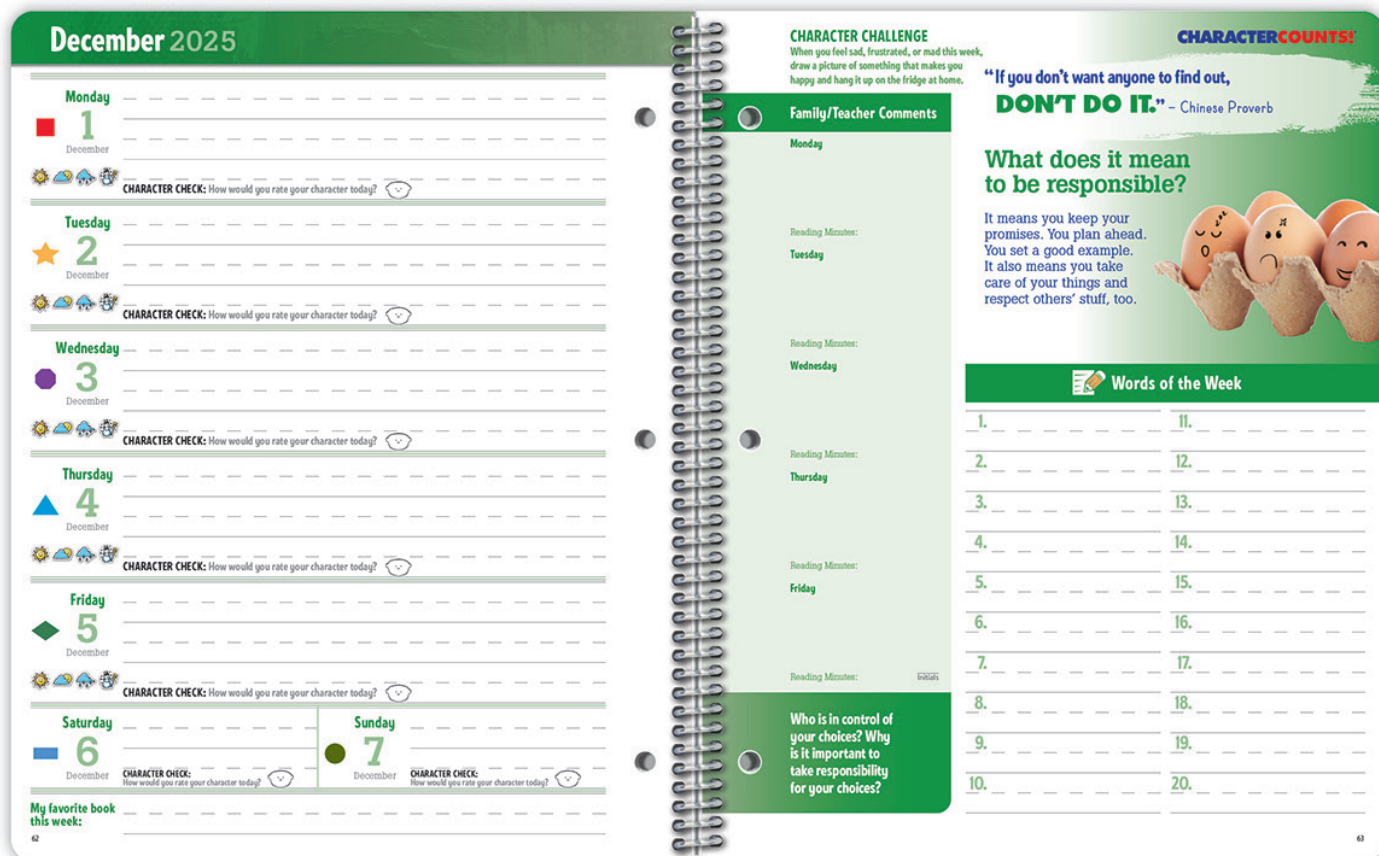 December 2025
Monday
1
December
CHARACTER CHECK: How would you rate your character today?
Tuesday
2
December
CHARACTER CHECK: How would you rate your character today?
Wednesday
3
December
CHARACTER CHECK: How would you rate your character today?
Thursday
4
December
CHARACTER CHECK: How would you rate your character today?
Friday
5
December
CHARACTER CHECK: How would you rate your character today?
Saturday
6
December
CHARACTER CHECK:
How would you rate your character today?
Sunday
7
December
CHARACTER CHECK:
How would you rate your character today?
My favorite book
this week:
62
CHARACTER CHALLENGE
When you feel sad, frustrated, or mad this week,
draw a picture of something that makes you
happy and hang it up on the fridge at home.
Family/Teacher Comments
Monday
Reading Minutes:
Tuesday
Reading Minutes:
Wednesday
Reading Minutes:
Thursday
Reading Minutes:
Friday
Reading Minutes:
Initials
Who is in control of
your choices? Why
is it important to
take responsibility
for your choices?
CHARACTERCOUNTS!
"If you don't want anyone to find out,
DON'T DO IT." – Chinese Proverb
What does it mean
to be responsible?
It means you keep your
promises. You plan ahead.
You set a good example.
It also means you take
care of your things and
respect others' stuff, too.
Words of the Week
1.
2.
3.
4.
5.
6.
7.
8.
9.
10.
11.
12.
13.
14.
15.
16.
17.
18.
19.
20.
63